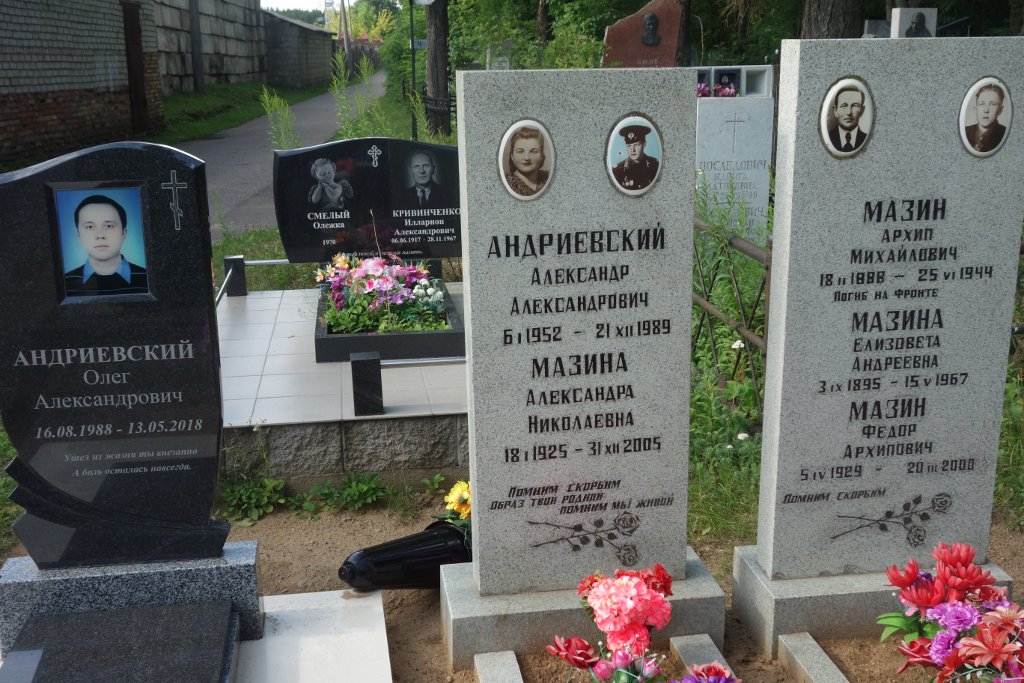 АНДРИЕВСКИЙ
Олег
Александрович
16.08.1988 - 13.05.2018
Ушел из жизни ты внезапно
А боль осталась навсегда.
СМЕЛЫЙ
Олежка
1970
КРИВИНЧЕНКО
Илларион
Александрович
06.06.1917 - 28.11.1967
АНДРИЕВСКИЙ
АЛЕКСАНДР
АЛЕКСАНДРОВИЧ
6 I 1952 - 21 XII 1989
МАЗИНА
АЛЕКСАНДРА
НИКОЛАЕВНА
18 I 1925 - 31 XII 2005
ПОМНИМ СКОРБИМ
ОБРАЗ ТВОЙ РОДНОЙ
ПОМНИМ МЫ ЖИВОЙ
ПОСЛЕДОВИЧ
МАЗИН
АРХИП
МИХАЙЛОВИЧ
18 II 1888 - 25 VI 1944
ПОГИБ НА ФРОНТЕ
МАЗИНА
ЕЛИЗОВЕТА
АНДРЕЕВНА
3 IX 1895 - 15 V 1967
МАЗИН
ФЕДОР
АРХИПОВИЧ
5 IV 1929 - 20 III 2000
ПОМНИМ СКОРБИМ